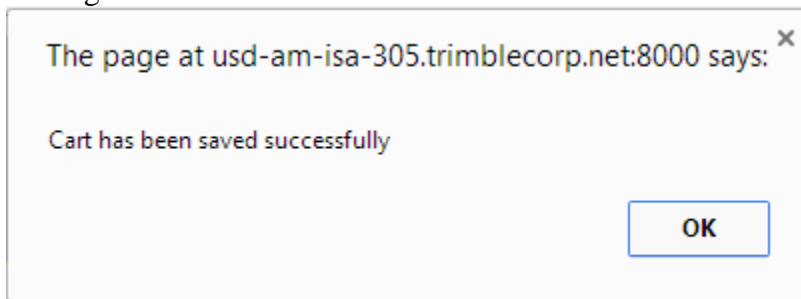 The page at usd-am-isa-305.trimblecorp.net:8000 says:
Cart has been saved successfully
OK